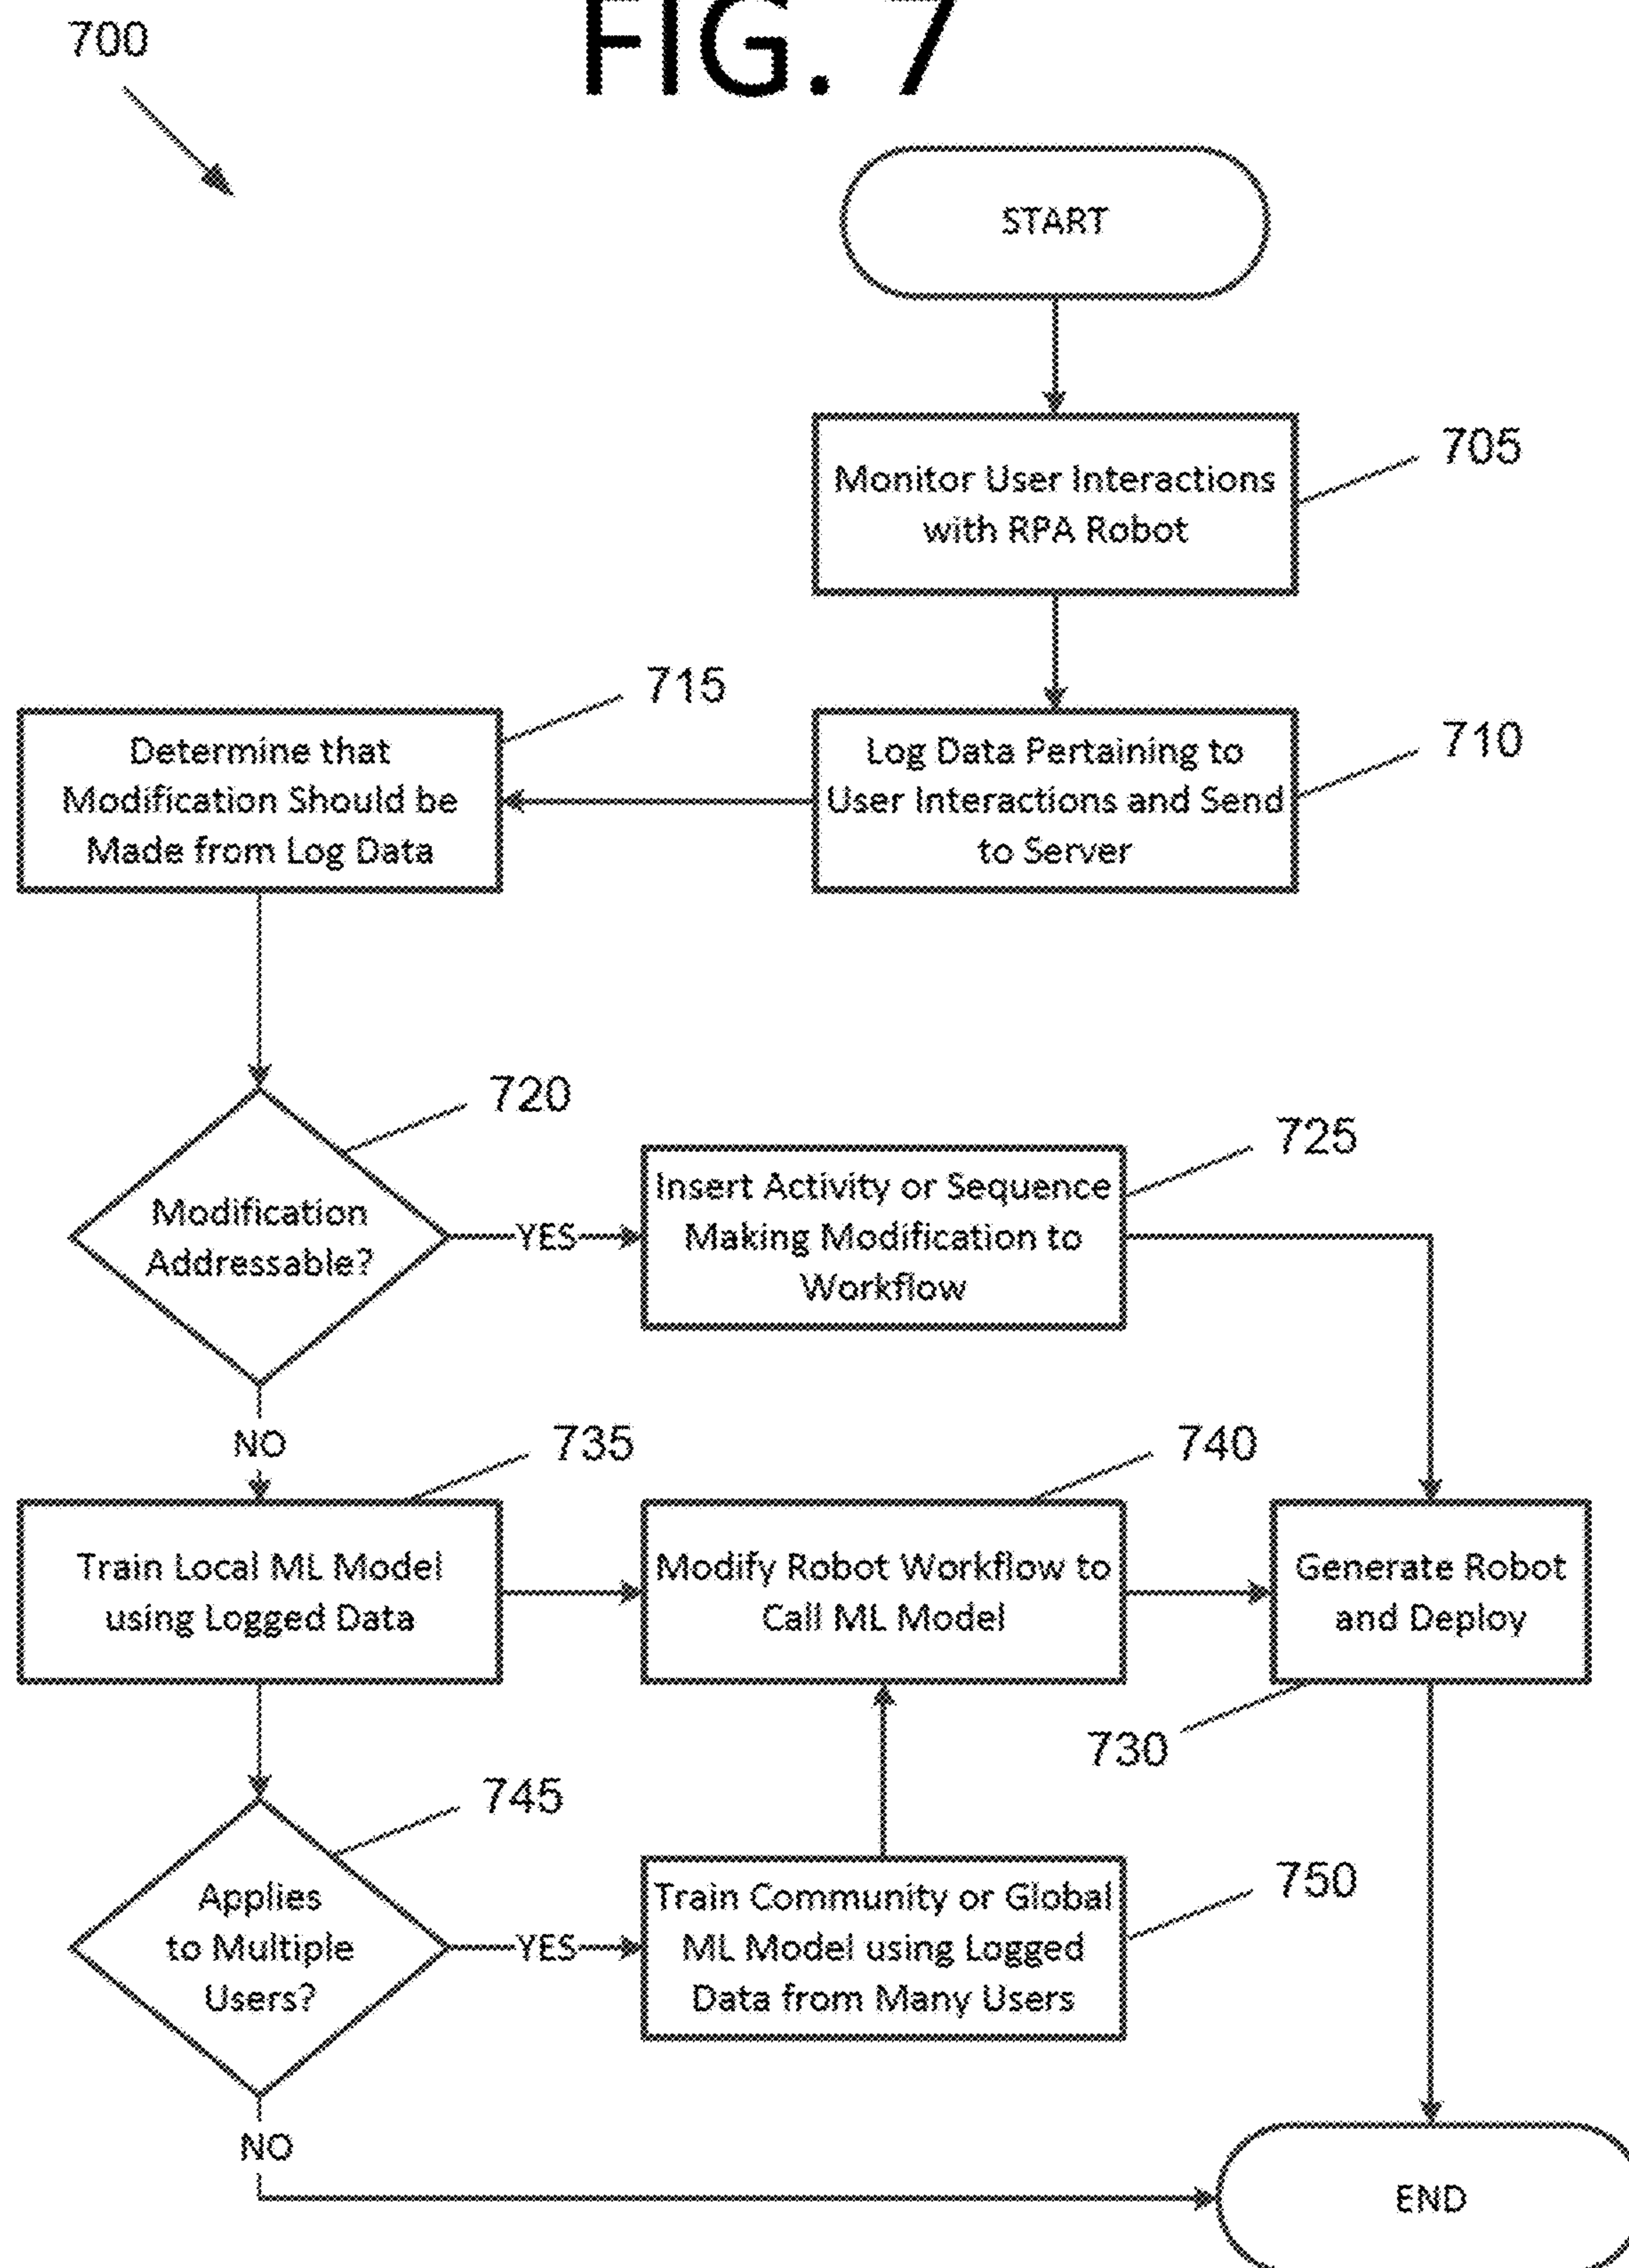 700
FIG. 7
START
Monitor User Interactions
with RPA Robot
705
715
Determine that
Modification Should be
Made from Log Data
Log Data Pertaining to
User Interactions and Send
to Server
710
720
Modification
Addressable?
YES
725
Insert Activity or Sequence
Making Modification to
Workflow
NO
735
Train Local ML Model
using Logged Data
740
Modify Robot Workflow to
Call ML Model
Generate Robot
and Deploy
730
745
Applies
to Multiple
Users?
YES
750
Train Community or Global
ML Model using Logged
Data from Many Users
NO
END